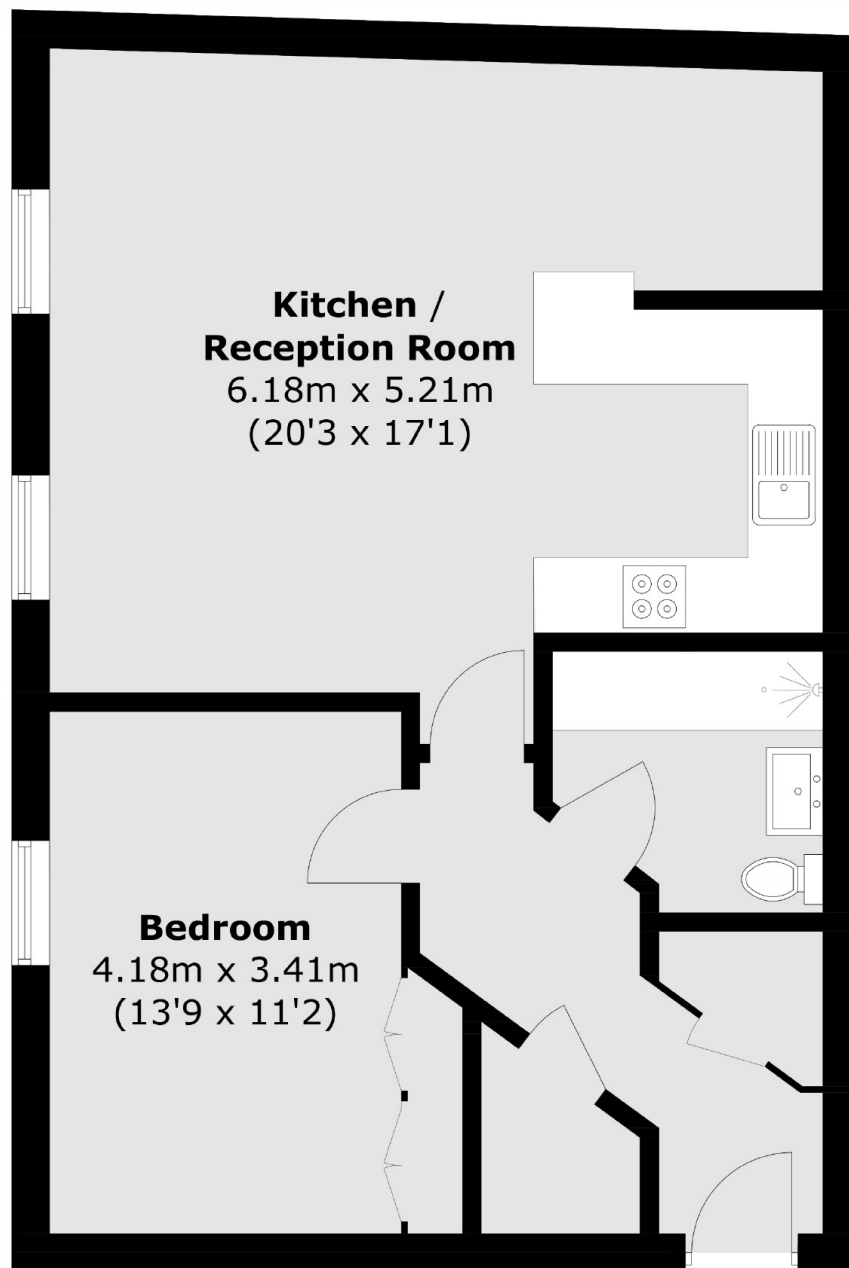 Kitchen /
Reception Room
6.18m x 5.21m
(20'3 x 17'1)
Bedroom
4.18m x 3.41m
(13'9 x 11'2)